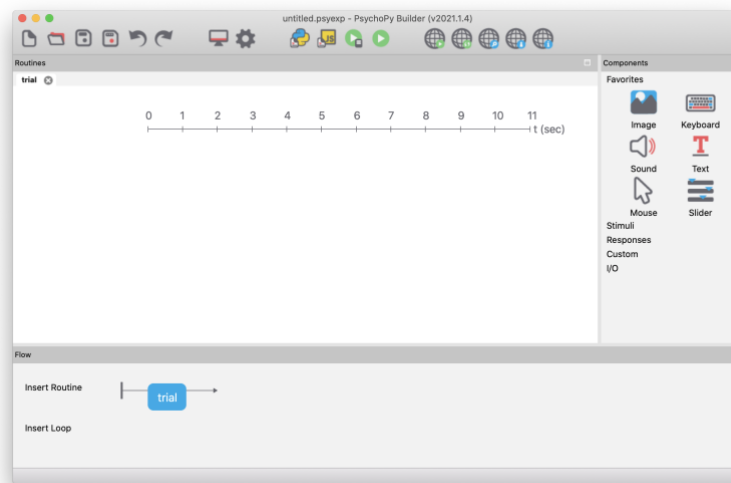 untitled.psyexp - PsychoPy Builder (v2021.1.4)
JS
Routines
Components
trial
Favorites
0 1 2 3 4 5 6 7 8 9 10 11
t (sec)
Image Keyboard
T
Sound Text
Mouse Slider
Stimuli
Responses
Custom
I/O
Flow
Insert Routine
trial
Insert Loop